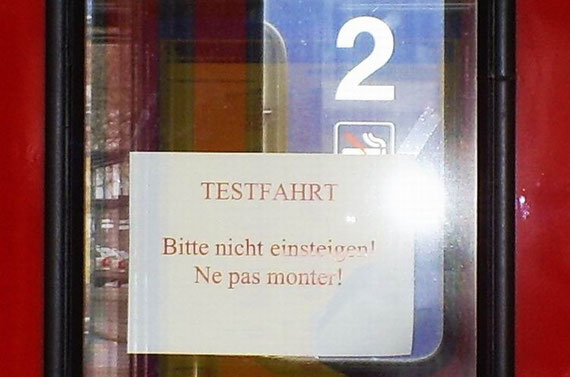 2
TESTFAHRT
Bitte nicht einsteigen!
Ne pas monter!